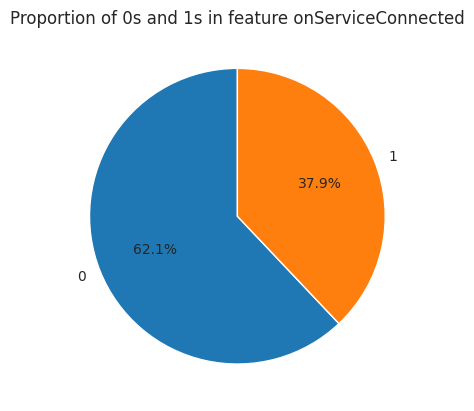 Proportion of 0s and 1s in feature onServiceConnected
1
37.9%
62.1%
0